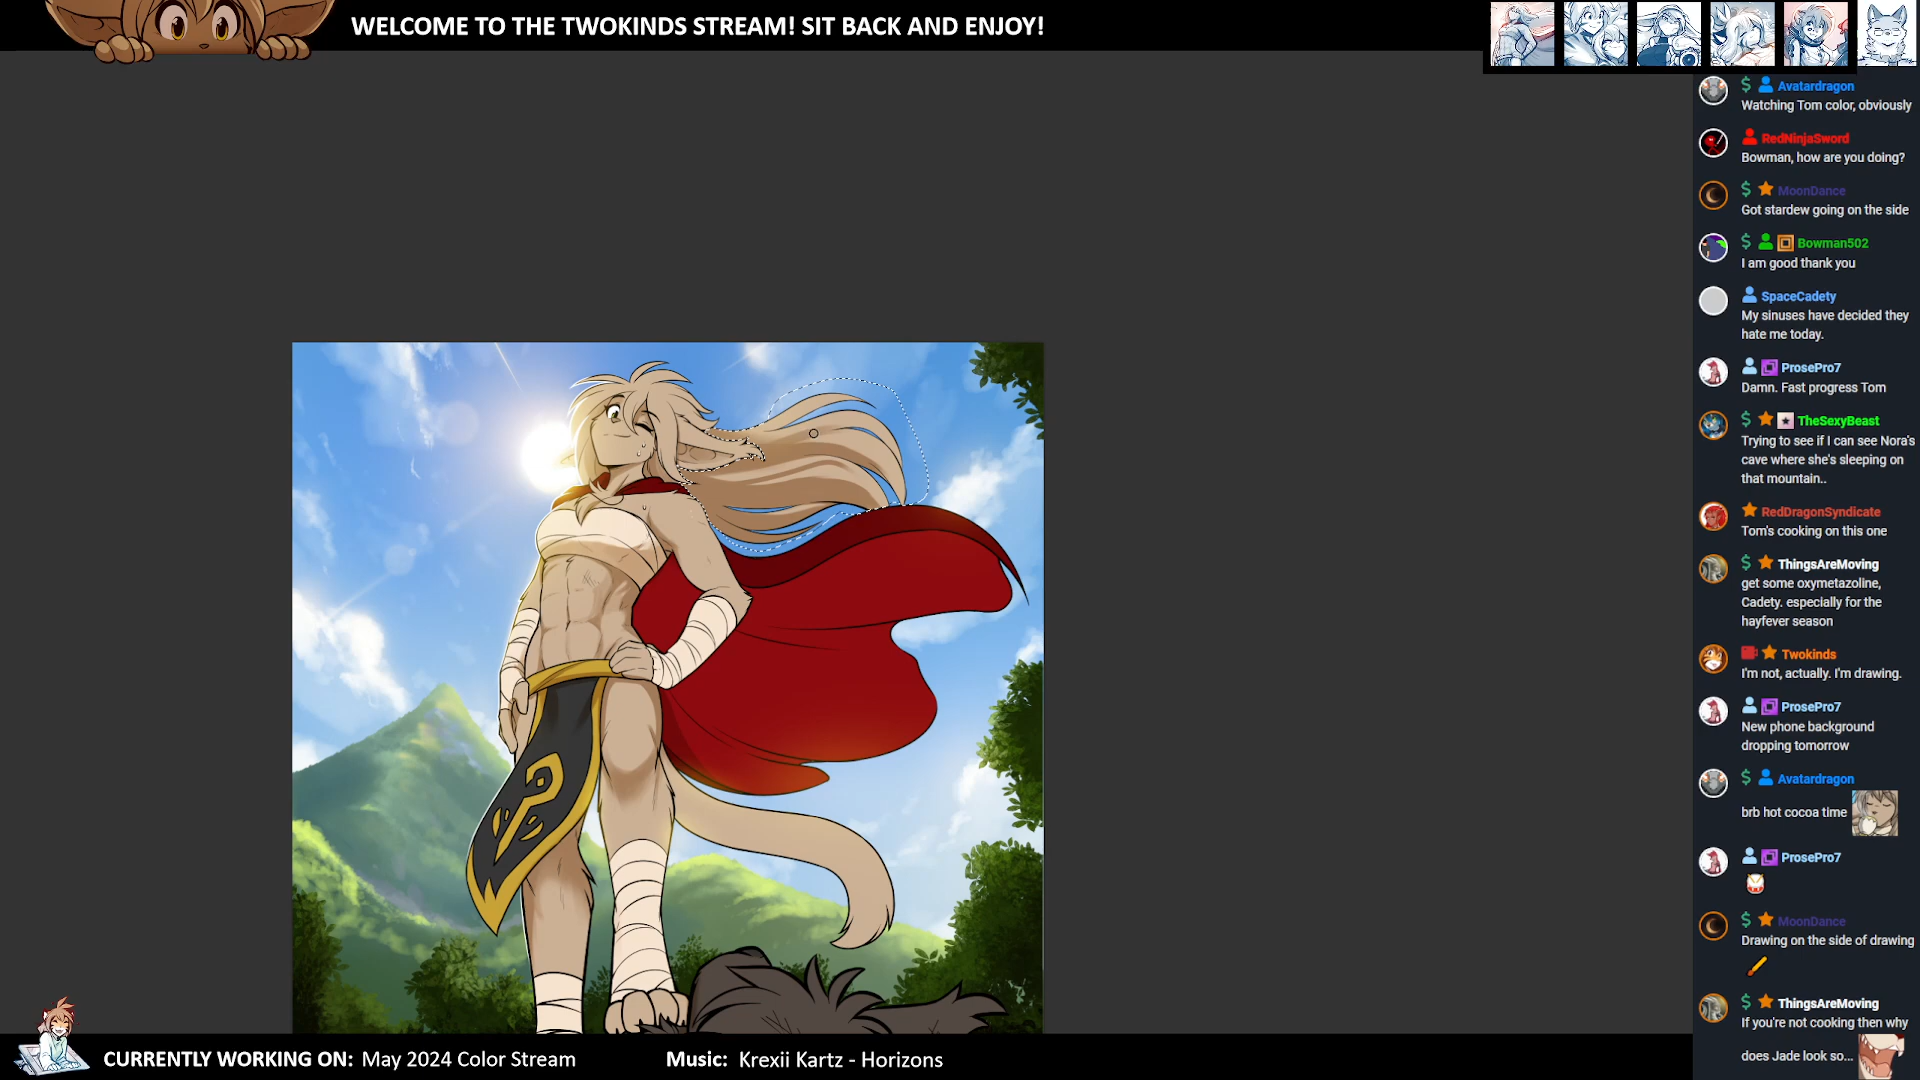 WELCOME TO THE TWOKINDS STREAM! SIT BACK AND ENJOY!
Avatardragon
Watching Tom color, obviously
RedNinjaSword
Bowman, how are you doing?
MoonDance
Got stardew going on the side
Bowman502
I am good thank you
SpaceCadety
My sinuses have decided they
hate me today.
ProsePro7
Damn. Fast progress Tom
TheSexyBeast
Trying to see if I can see Nora's
cave where she's sleeping on
that mountain..
RedDragonSyndicate
Tom's cooking on this one
ThingsAreMoving
get some oxymetazoline,
Cadety. especially for the
hayfever season
Twokinds
I'm not, actually. I'm drawing.
ProsePro7
New phone background
dropping tomorrow
Avatardragon
brb hot cocoa time
ProsePro7
MoonDance
Drawing on the side of drawing
ThingsAreMoving
If you're not cooking then why
does Jade look so...
CURRENTLY WORKING ON: May 2024 Color Stream
Music: Krexii Kartz - Horizons